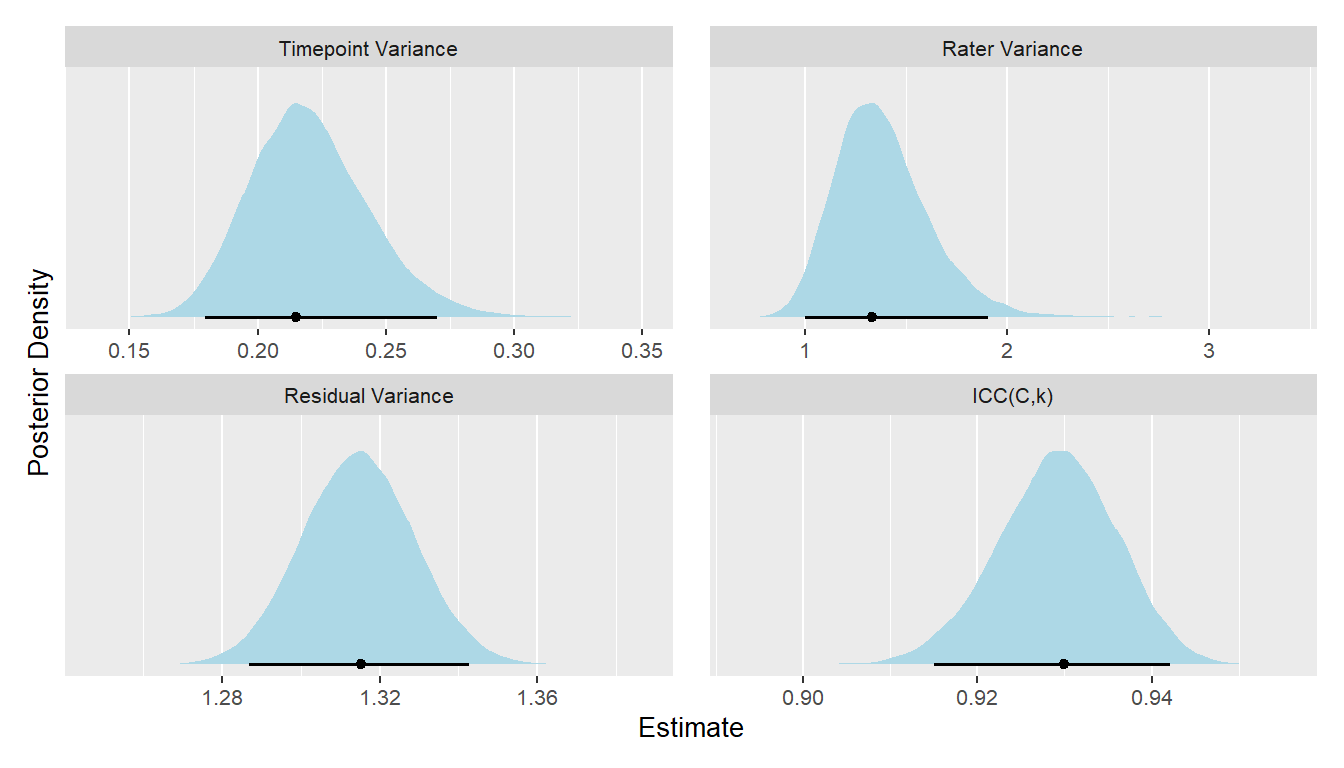 Timepoint Variance
Rater Variance
0.15 0.20 0.25 0.30 0.35
1 2 3
Posterior Density
Residual Variance
ICC(C,k)
1.28 1.32 1.36
0.90 0.92 0.94
Estimate